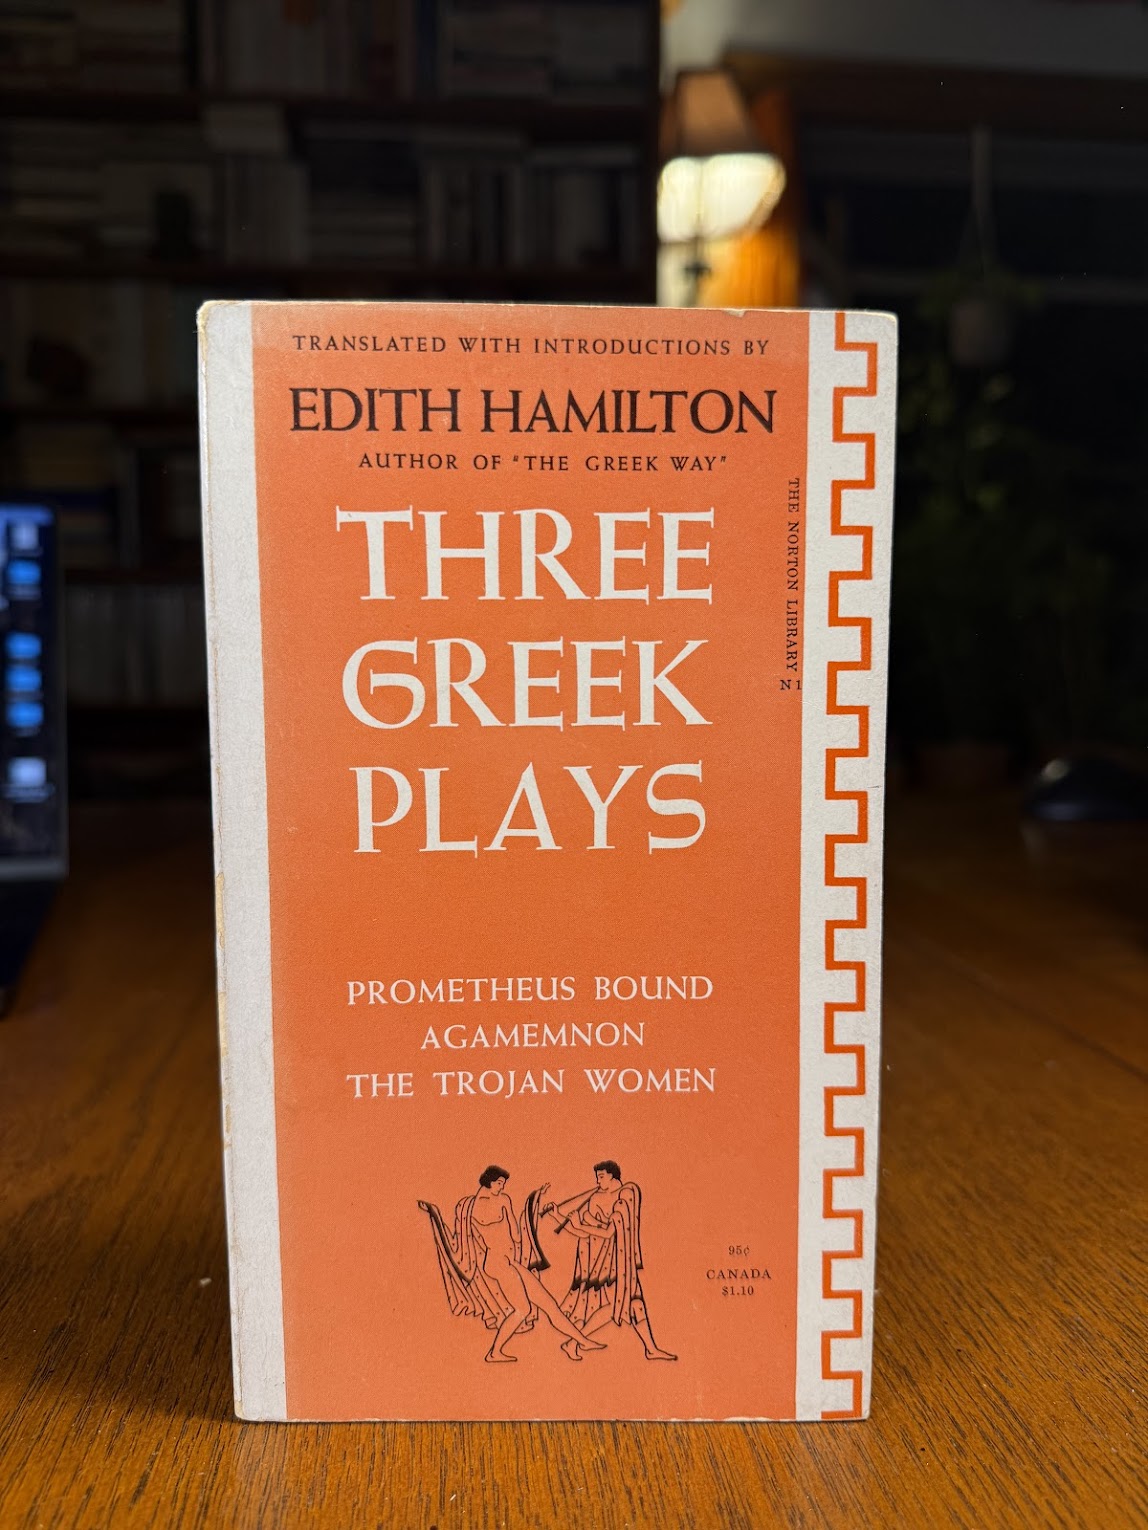 TRANSLATED WITH INTRODUCTIONS BY
EDITH HAMILTON
AUTHOR OF "THE GREEK WAY"
THREE
GREEK
PLAYS
THE NORTON LIBRARY
N1
PROMETHEUS BOUND
AGAMEMNON
THE TROJAN WOMEN
95¢
CANADA
$1.10